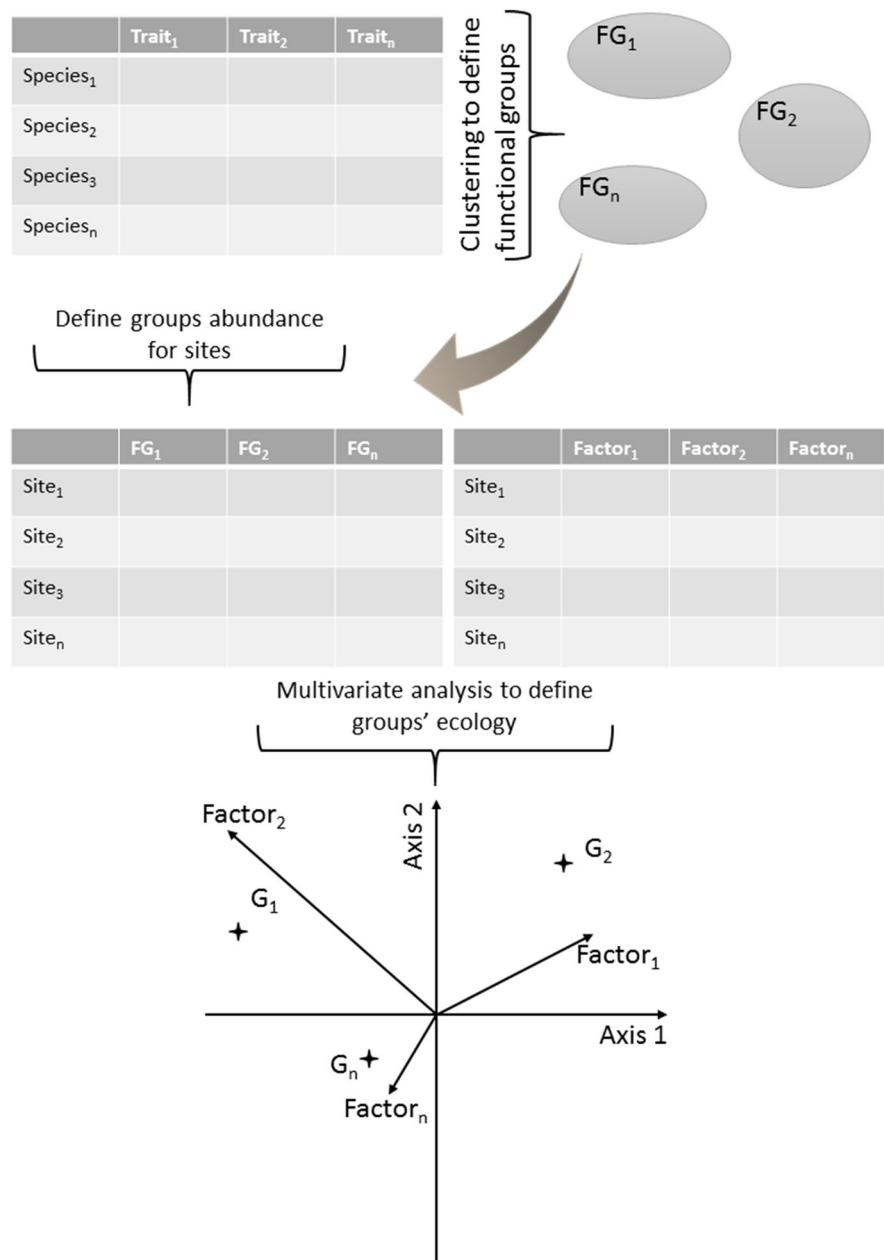 Trait₁ Trait₂ Traitₙ
Species₁
Species₂
Species₃
Speciesₙ
Clustering to define
functional groups
FG₁
FG₂
FGₙ
Define groups abundance
for sites
FG₁ FG₂ FGₙ
Site₁
Site₂
Site₃
Siteₙ
Factor₁ Factor₂ Factorₙ
Site₁
Site₂
Site₃
Siteₙ
Multivariate analysis to define
groups’ ecology
Factor₂
Axis 2
G₂
G₁
Factor₁
Axis 1
Gₙ
Factorₙ